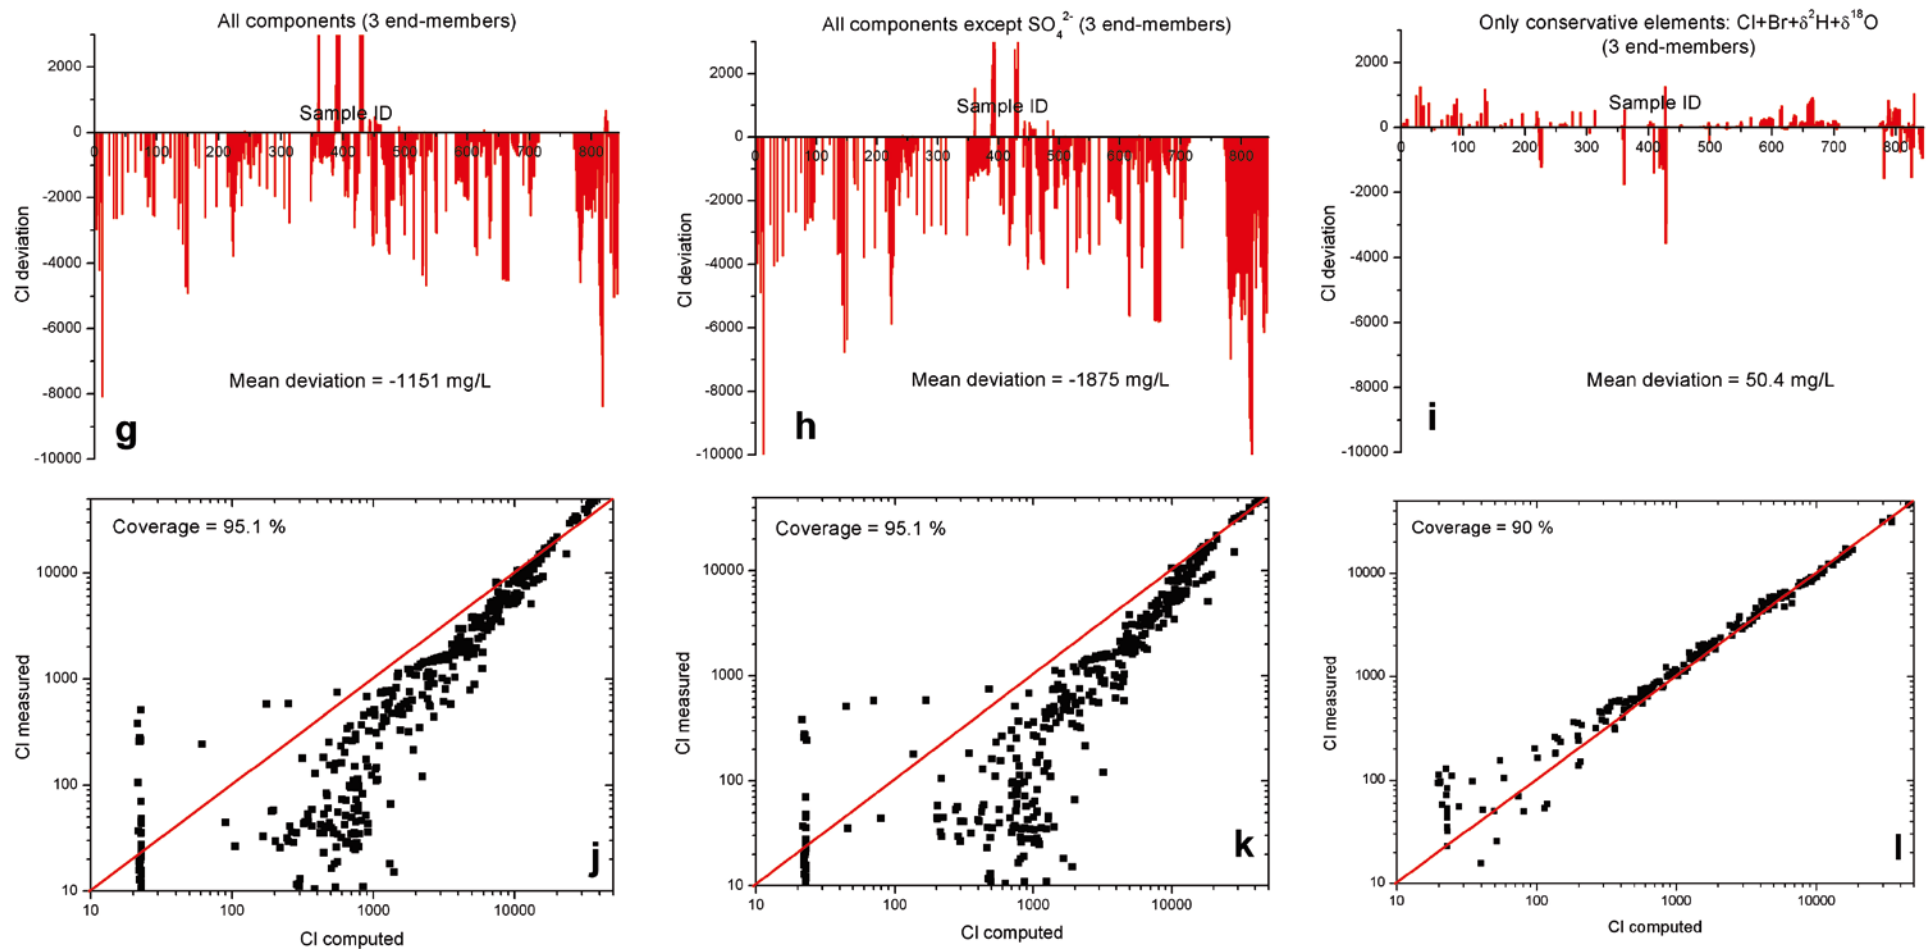 All components (3 end-members)
2000
0
-2000
-4000
-6000
-8000
-10000
Cl deviation
Sample ID
0 100 200 300 400 500 600 700 800
Mean deviation = -1151 mg/L
g
All components except SO₄²⁻ (3 end-members)
2000
0
-2000
-4000
-6000
-8000
-10000
Cl deviation
Sample ID
0 100 200 300 400 500 600 700 800
Mean deviation = -1875 mg/L
h
Only conservative elements: Cl+Br+δ²H+δ¹⁸O
(3 end-members)
2000
0
-2000
-4000
-6000
-8000
-10000
Cl deviation
Sample ID
0 100 200 300 400 500 600 700 800
Mean deviation = 50.4 mg/L
i
Coverage = 95.1 %
10000
1000
100
10
Cl measured
10 100 1000 10000
Cl computed
j
Coverage = 95.1 %
10000
1000
100
10
Cl measured
10 100 1000 10000
Cl computed
k
Coverage = 90 %
10000
1000
100
10
Cl measured
10 100 1000 10000
Cl computed
l